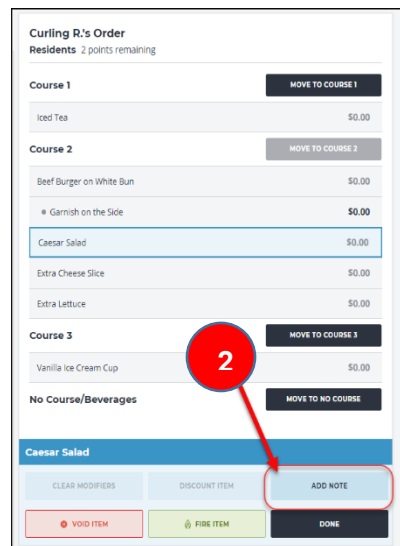 Curling R.'s Order
Residents 2 points remaining
Course 1 MOVE TO COURSE 1
Iced Tea $0.00
Course 2 MOVE TO COURSE 2
Beef Burger on White Bun $0.00
Garnish on the Side $0.00
Caesar Salad $0.00
Extra Cheese Slice $0.00
Extra Lettuce $0.00
Course 3 MOVE TO COURSE 3
2
Vanilla Ice Cream Cup $0.00
No Course/Beverages MOVE TO NO COURSE
Caesar Salad
CLEAR MODIFIERS DISCOUNT ITEM ADD NOTE
VOID ITEM FIRE ITEM DONE